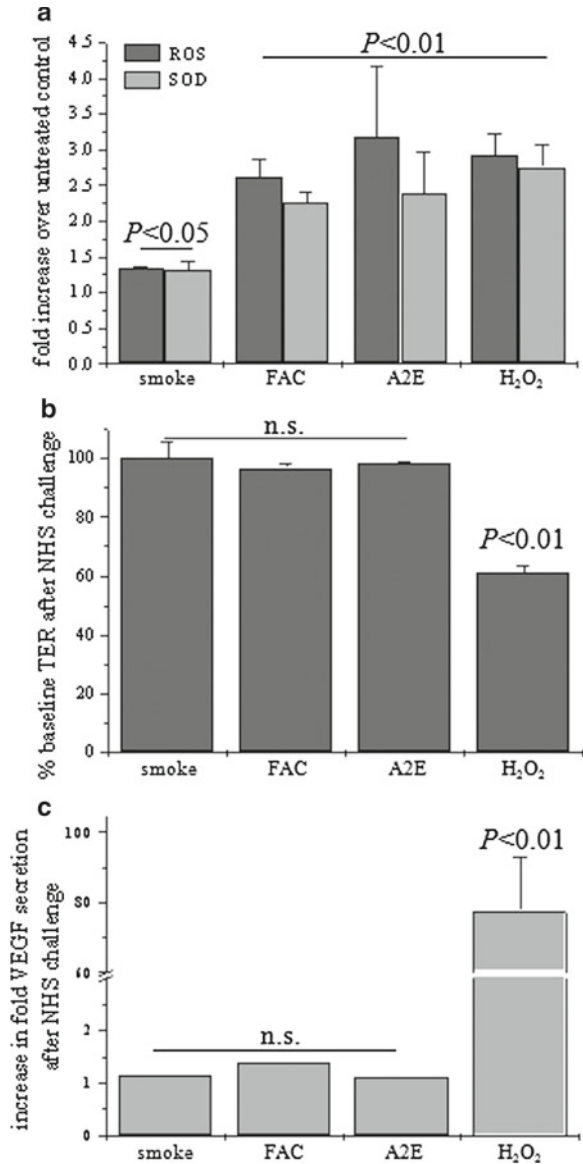 a
fold increase over untreated control
4.5
4.0
3.5
3.0
2.5
2.0
1.5
1.0
0.5
0.0
ROS
SOD
P<0.01
P<0.05
smoke FAC A2E H₂O₂
b
% baseline TER after NHS challenge
100
80
60
40
20
0
n.s.
P<0.01
smoke FAC A2E H₂O₂
c
increase in fold VEGF secretion
after NHS challenge
100
80
60
2
1
0
n.s.
P<0.01
smoke FAC A2E H₂O₂